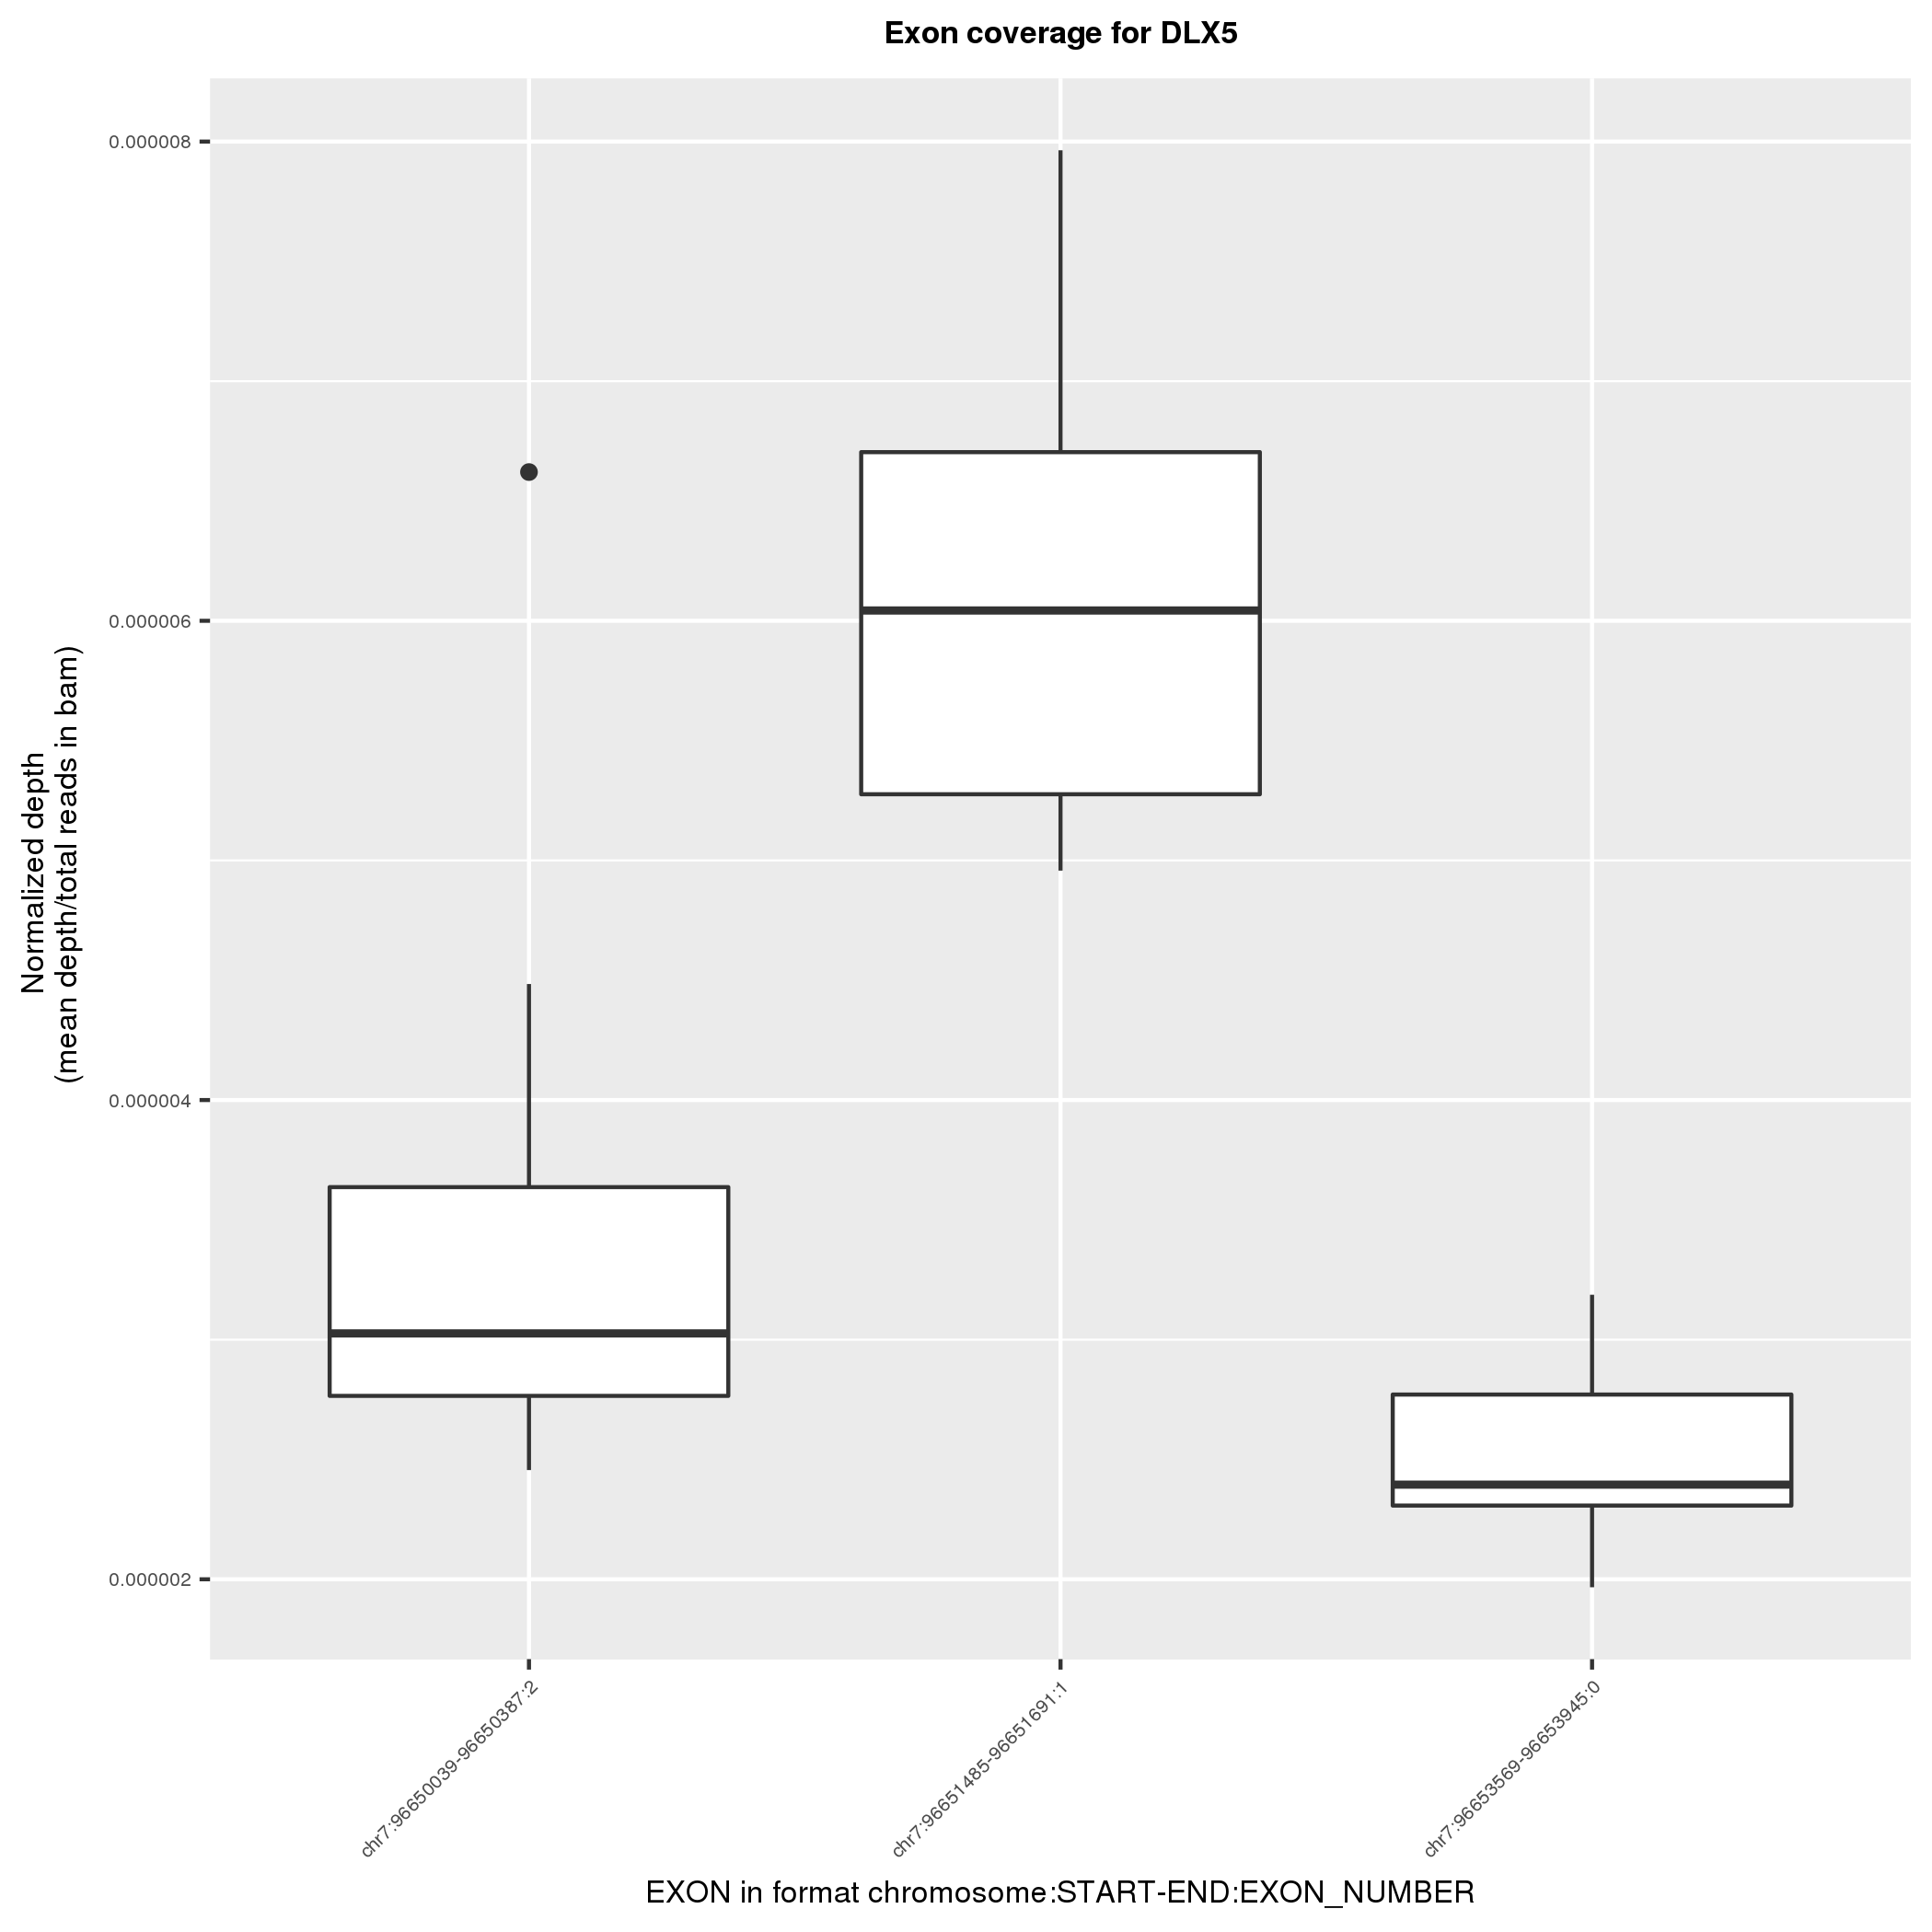 Exon coverage for DLX5
Normalized depth
(mean depth/total reads in bam)
0.000008
0.000006
0.000004
0.000002
chr7:96650039-96650387:2
chr7:96651485-96651691:1
chr7:96653569-96653945:0
EXON in format chromosome:START-END:EXON_NUMBER